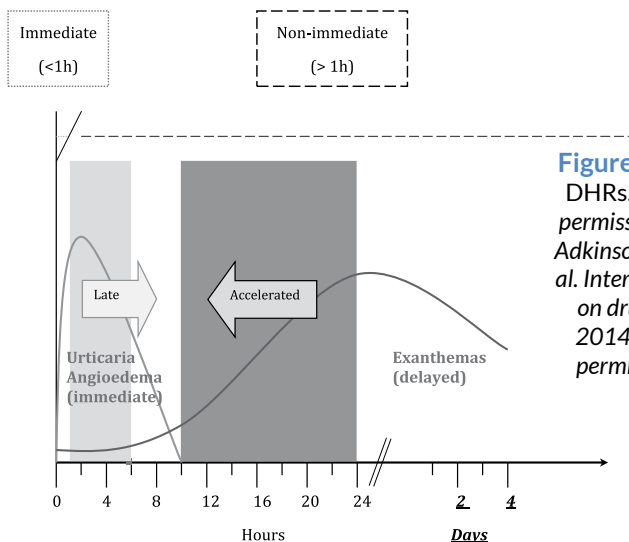 Immediate
(<1h)
Non-immediate
(> 1h)
Figure
DHRs.
permiss
Adkinso
al. Inter
on dru
2014
permi
Late
Accelerated
Urticaria
Angioedema
(immediate)
Exanthemas
(delayed)
0 4 8 12 16 20 24 2 4
Hours Days